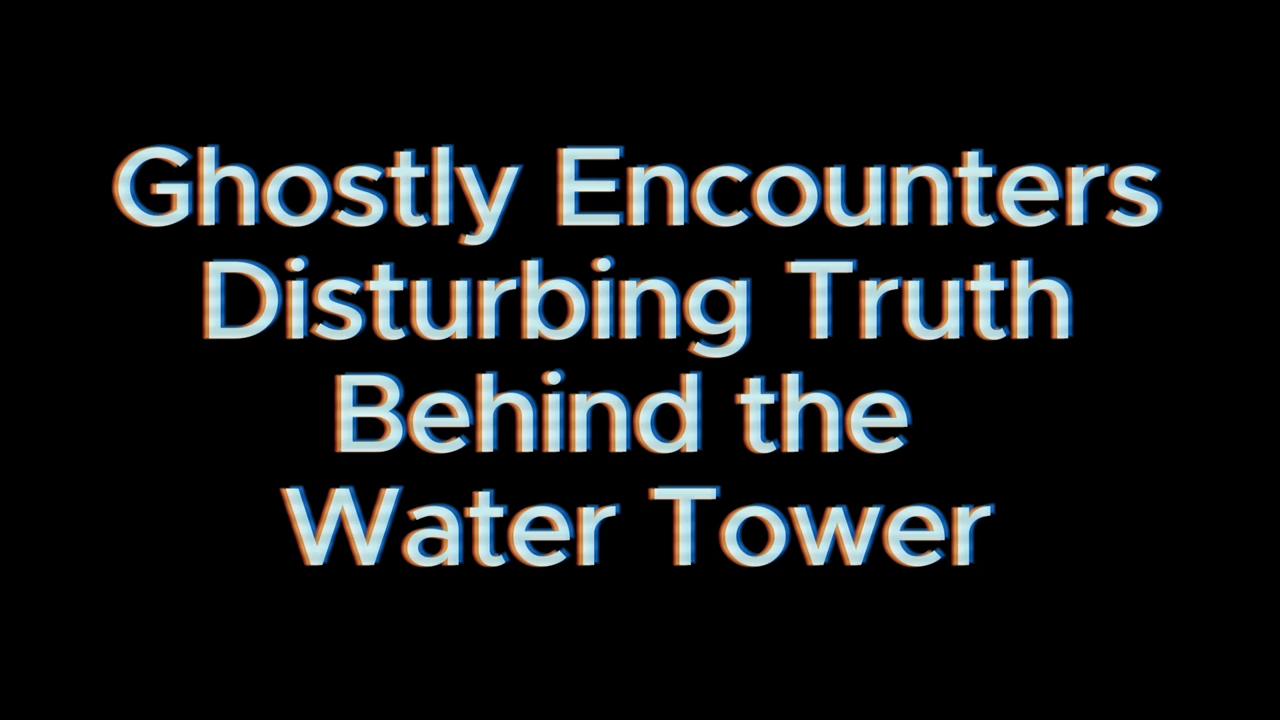 Ghostly Encounters
Disturbing Truth
Behind the
Water Tower